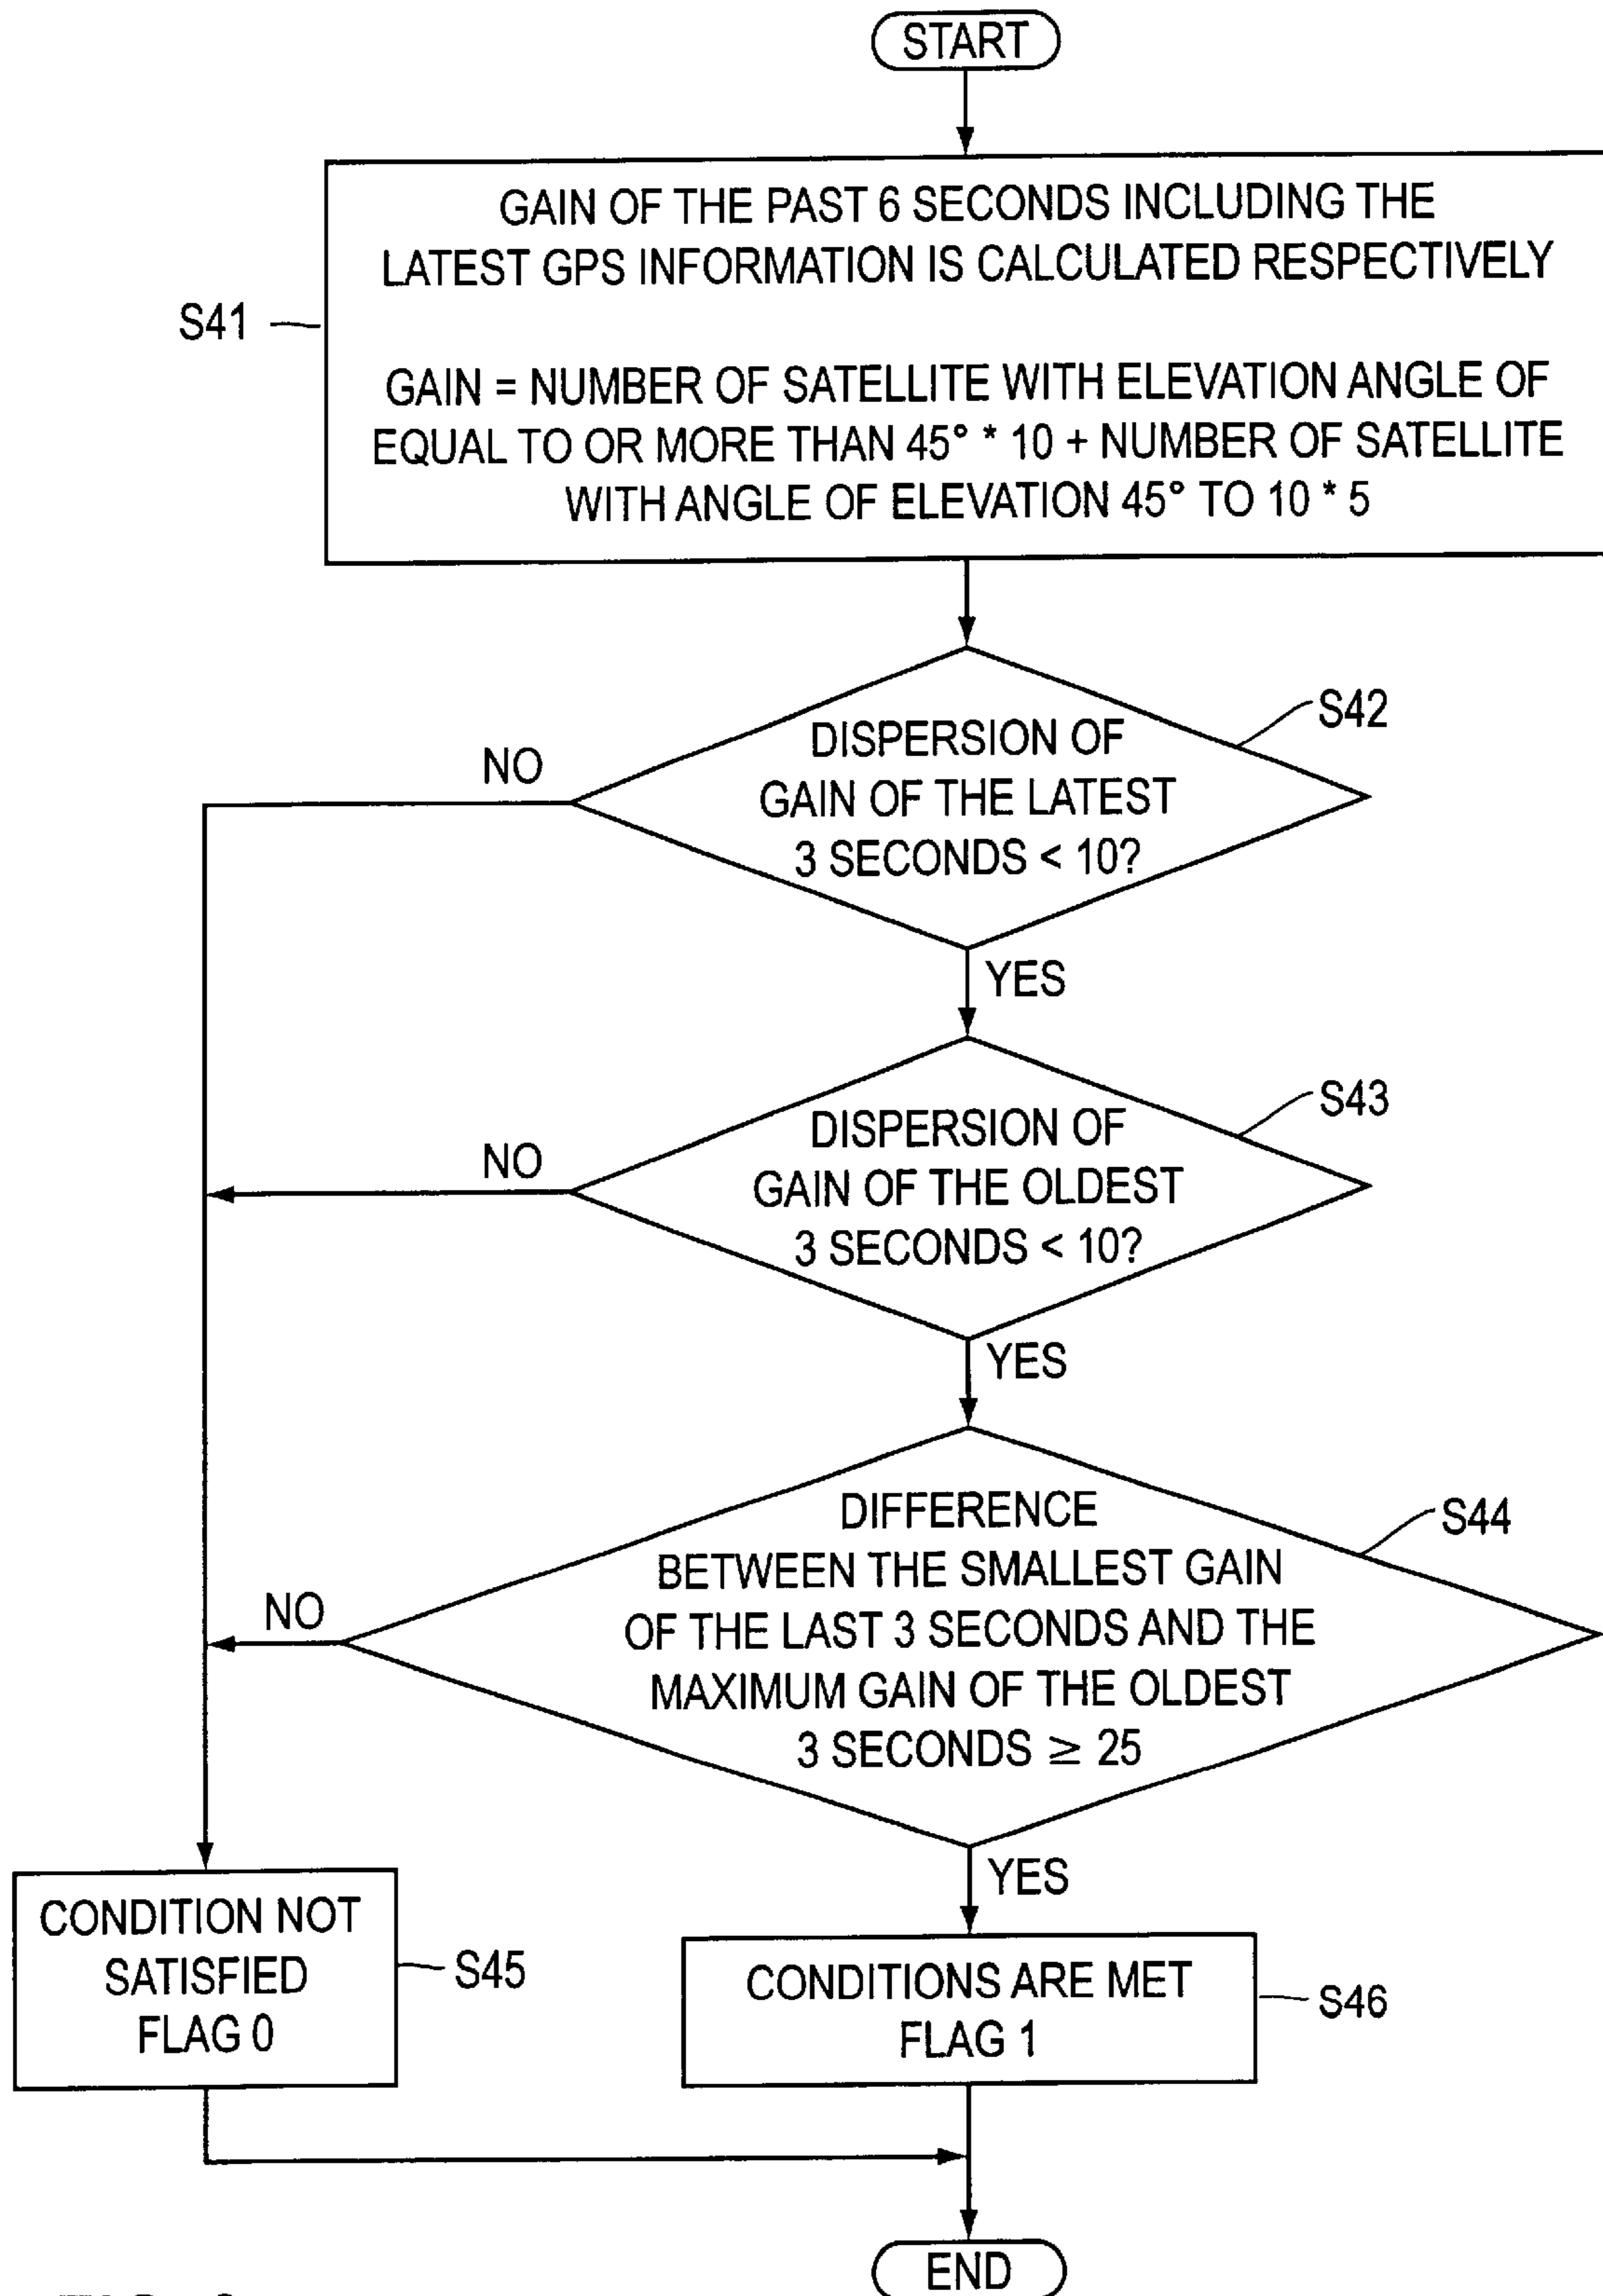 START
GAIN OF THE PAST 6 SECONDS INCLUDING THE
LATEST GPS INFORMATION IS CALCULATED RESPECTIVELY
S41
GAIN = NUMBER OF SATELLITE WITH ELEVATION ANGLE OF
EQUAL TO OR MORE THAN 45° * 10 + NUMBER OF SATELLITE
WITH ANGLE OF ELEVATION 45° TO 10 * 5
S42
DISPERSION OF
GAIN OF THE LATEST
3 SECONDS < 10?
NO
YES
S43
DISPERSION OF
GAIN OF THE OLDEST
3 SECONDS < 10?
NO
YES
S44
DIFFERENCE
BETWEEN THE SMALLEST GAIN
OF THE LAST 3 SECONDS AND THE
MAXIMUM GAIN OF THE OLDEST
3 SECONDS ≥ 25
NO
YES
CONDITION NOT
SATISFIED
FLAG 0
S45
CONDITIONS ARE MET
FLAG 1
S46
END